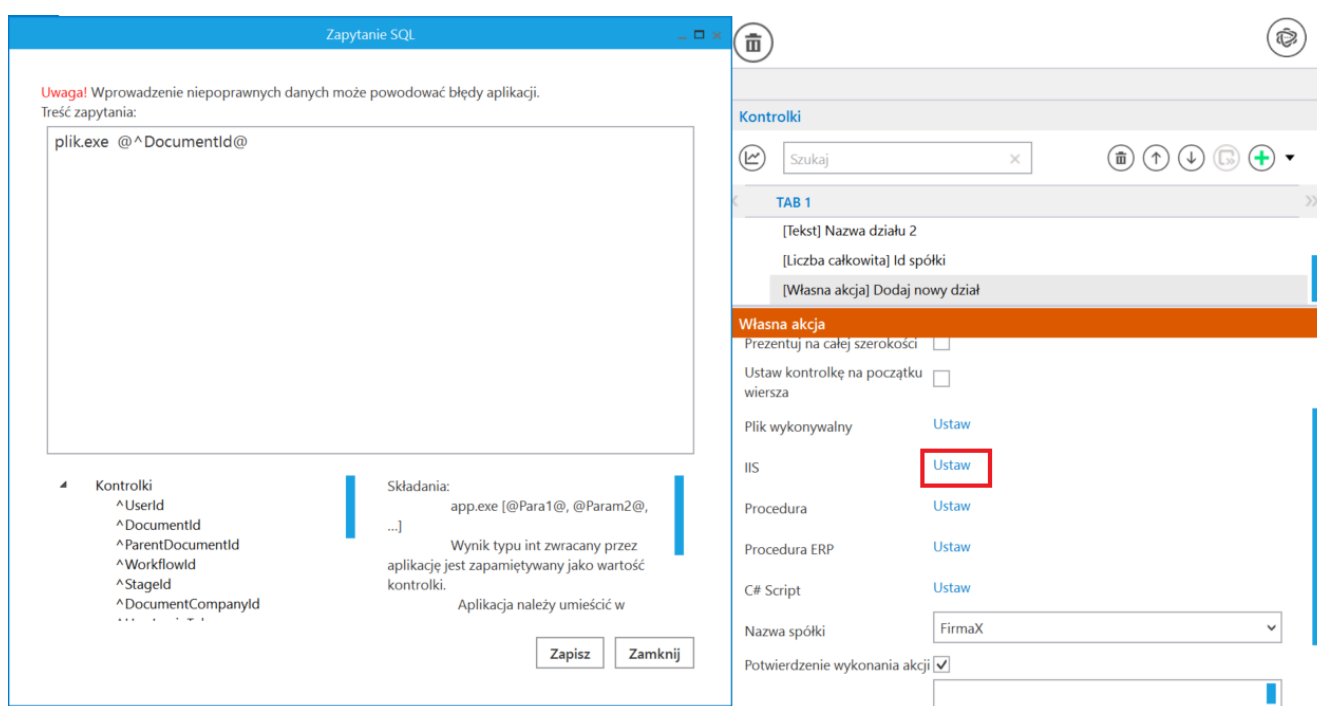 Zapytanie SQL
Uwaga! Wprowadzenie niepoprawnych danych może powodować błędy aplikacji.
Treść zapytania:
plik.exe @^DocumentId@
Kontrolki
^UserId
^DocumentId
^ParentDocumentId
^WorkflowId
^StageId
^DocumentCompanyId
Składania:
app.exe [@Para1@, @Param2@,
...]
Wynik typu int zwracany przez
aplikację jest zapamiętywany jako wartość
kontrolki.
Aplikacja należy umieścić w
Zapisz Zamknij
Kontrolki
Szukaj
TAB 1
[Tekst] Nazwa działu 2
[Liczba całkowita] Id spółki
[Własna akcja] Dodaj nowy dział
Własna akcja
Prezentuj na całej szerokości
Ustaw kontrolkę na początku
wiersza
Plik wykonywalny Ustaw
IIS Ustaw
Procedura Ustaw
Procedura ERP Ustaw
C# Script Ustaw
Nazwa spółki FirmaX
Potwierdzenie wykonania akcji